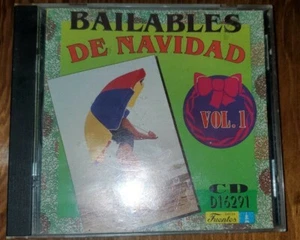 BAILABLES
DE NAVIDAD
VOL. 1
CD
D16291
Fuentes